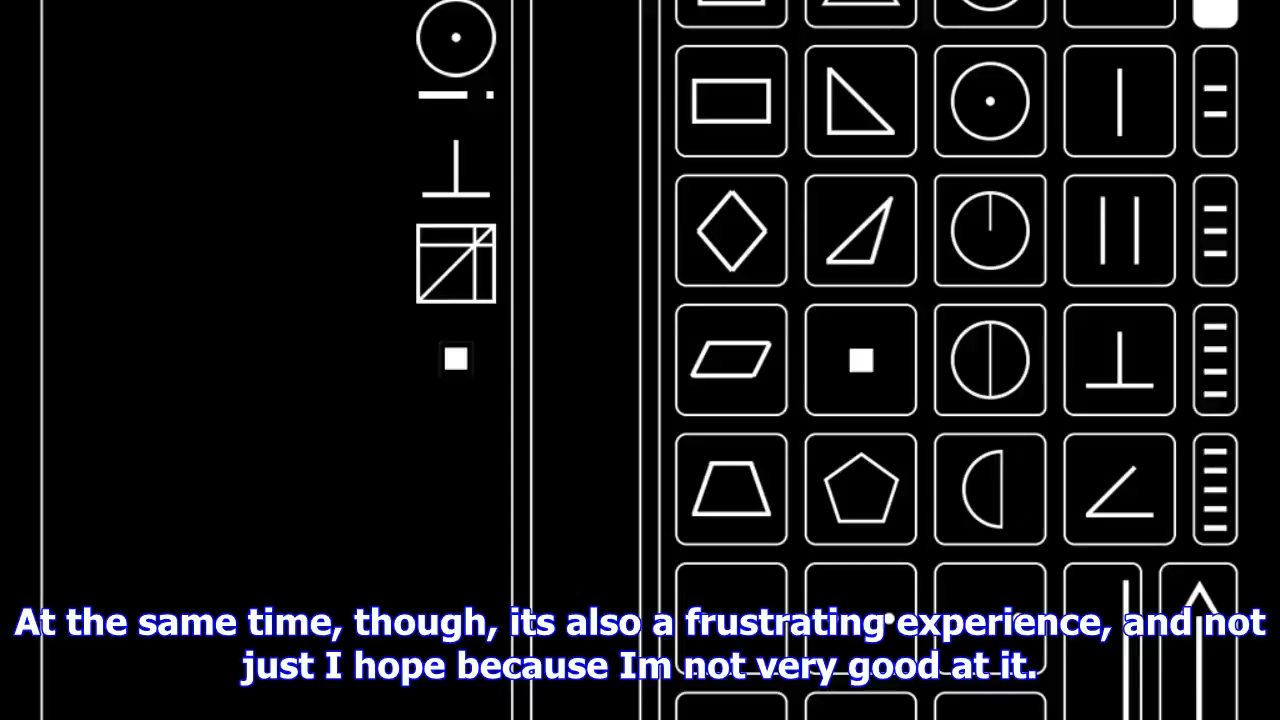 At the same time, though, its also a frustrating experience, and not
just I hope because Im not very good at it.